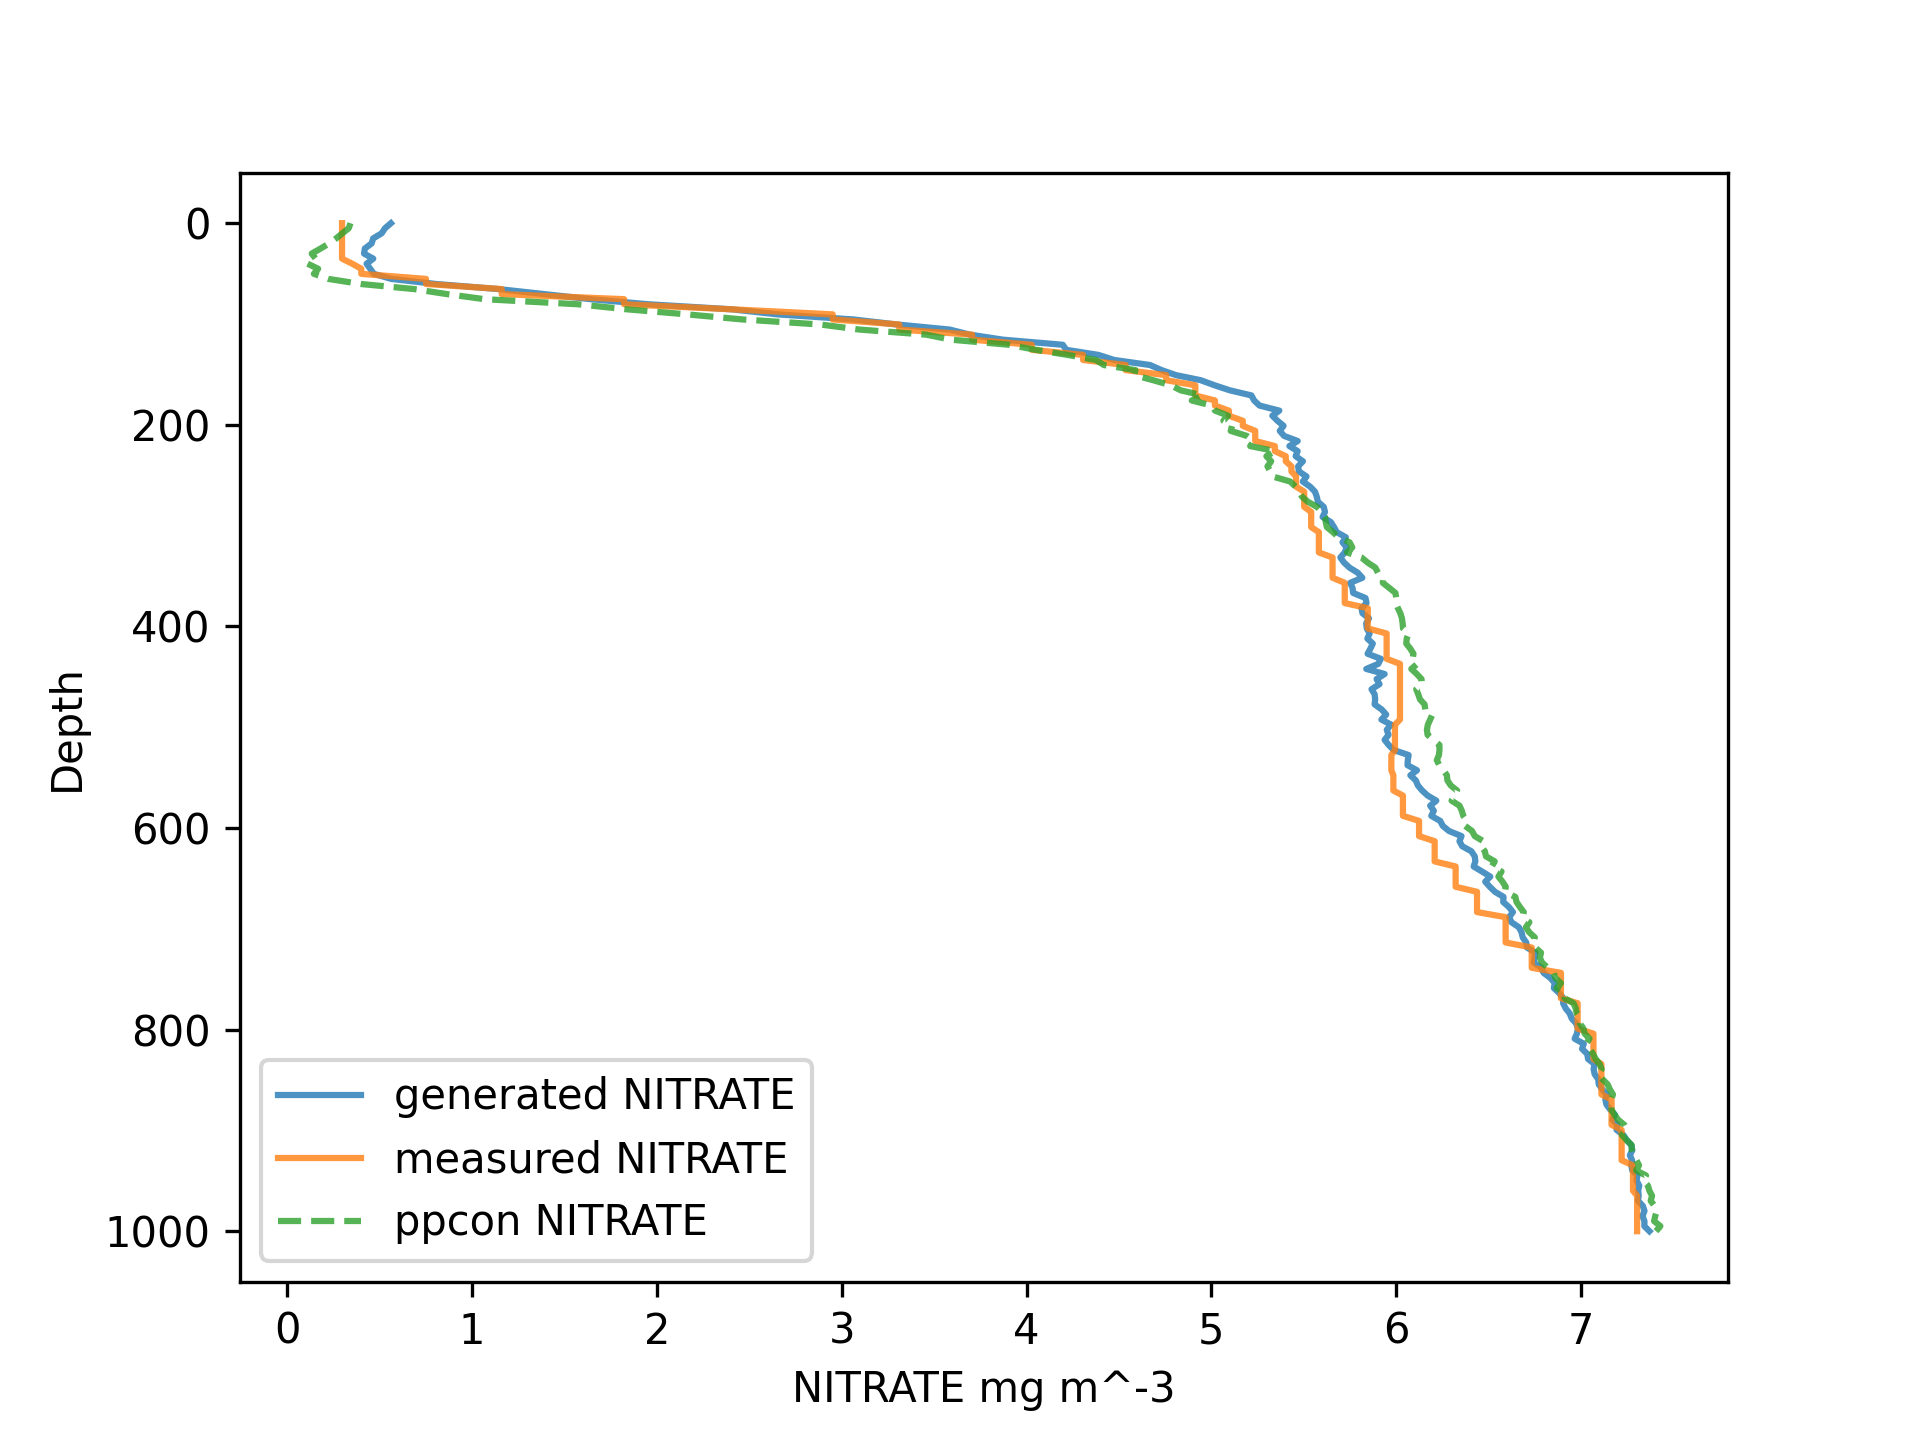 0
200
400
600
800
1000
Depth
generated NITRATE
measured NITRATE
ppcon NITRATE
0 1 2 3 4 5 6 7
NITRATE mg m^-3